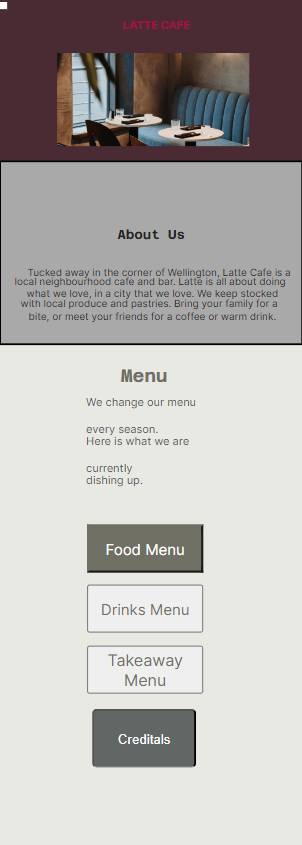 LATTE CAFE
About Us
Tucked away in the corner of Wellington, Latte Cafe is a
local neighbourhood cafe and bar. Latte is all about doing
what we love, in a city that we love. We keep stocked
with local produce and pastries. Bring your family for a
bite, or meet your friends for a coffee or warm drink.
Menu
We change our menu
every season.
Here is what we are
currently
dishing up.
Food Menu
Drinks Menu
Takeaway
Menu
Creditals